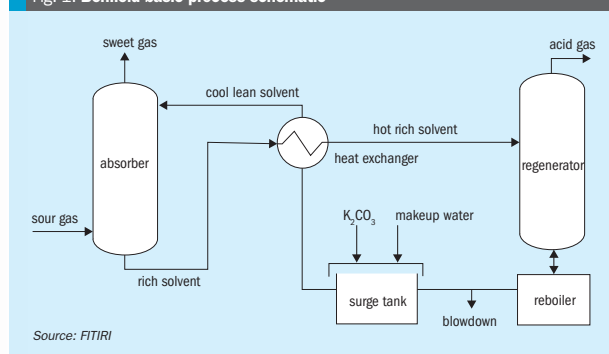 Fig. 1: Benfield basic process schematic
sweet gas
acid gas
cool lean solvent
hot rich solvent
absorber
heat exchanger
regenerator
sour gas
K₂CO₃
makeup water
rich solvent
surge tank
reboiler
blowdown
Source: FITIRI